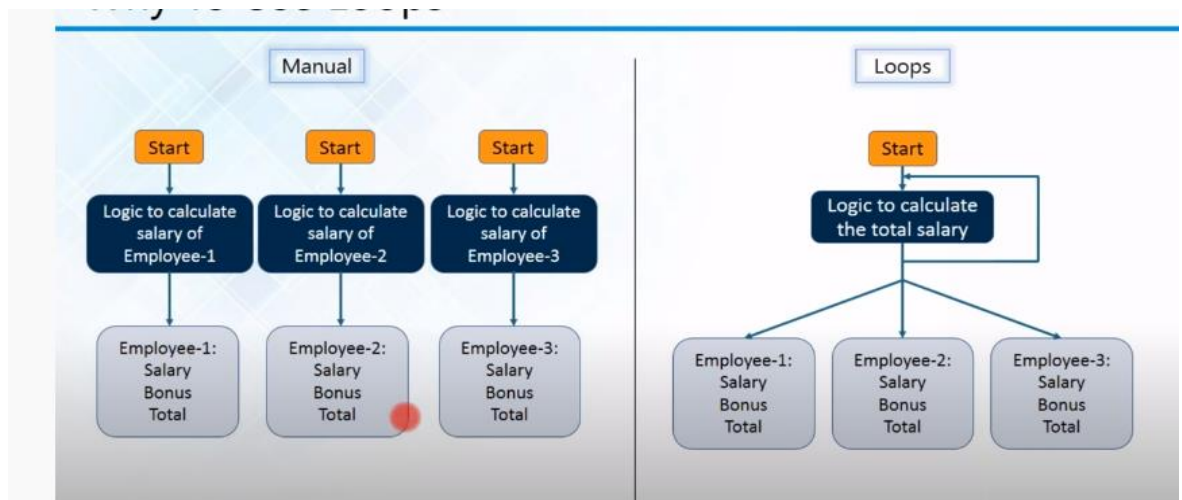 Manual
Start
Logic to calculate
salary of
Employee-1
Employee-1:
Salary
Bonus
Total
Start
Logic to calculate
salary of
Employee-2
Employee-2:
Salary
Bonus
Total
Start
Logic to calculate
salary of
Employee-3
Employee-3:
Salary
Bonus
Total
Loops
Start
Logic to calculate
the total salary
Employee-1:
Salary
Bonus
Total
Employee-2:
Salary
Bonus
Total
Employee-3:
Salary
Bonus
Total